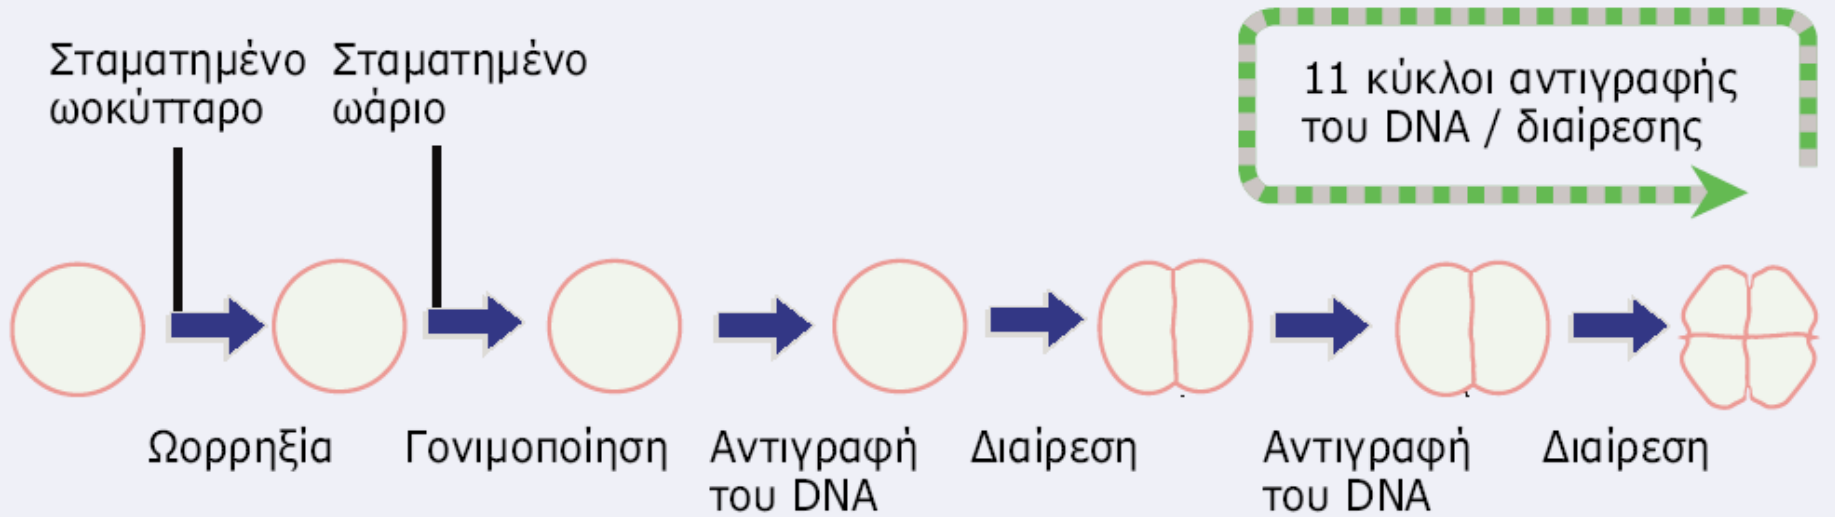 Σταματημένο
ωοκύτταρο
Σταματημένο
ωάριο
11 κύκλοι αντιγραφής
του DNA / διαίρεσης
Ωορρηξία
Γονιμοποίηση
Αντιγραφή
του DNA
Διαίρεση
Αντιγραφή
του DNA
Διαίρεση